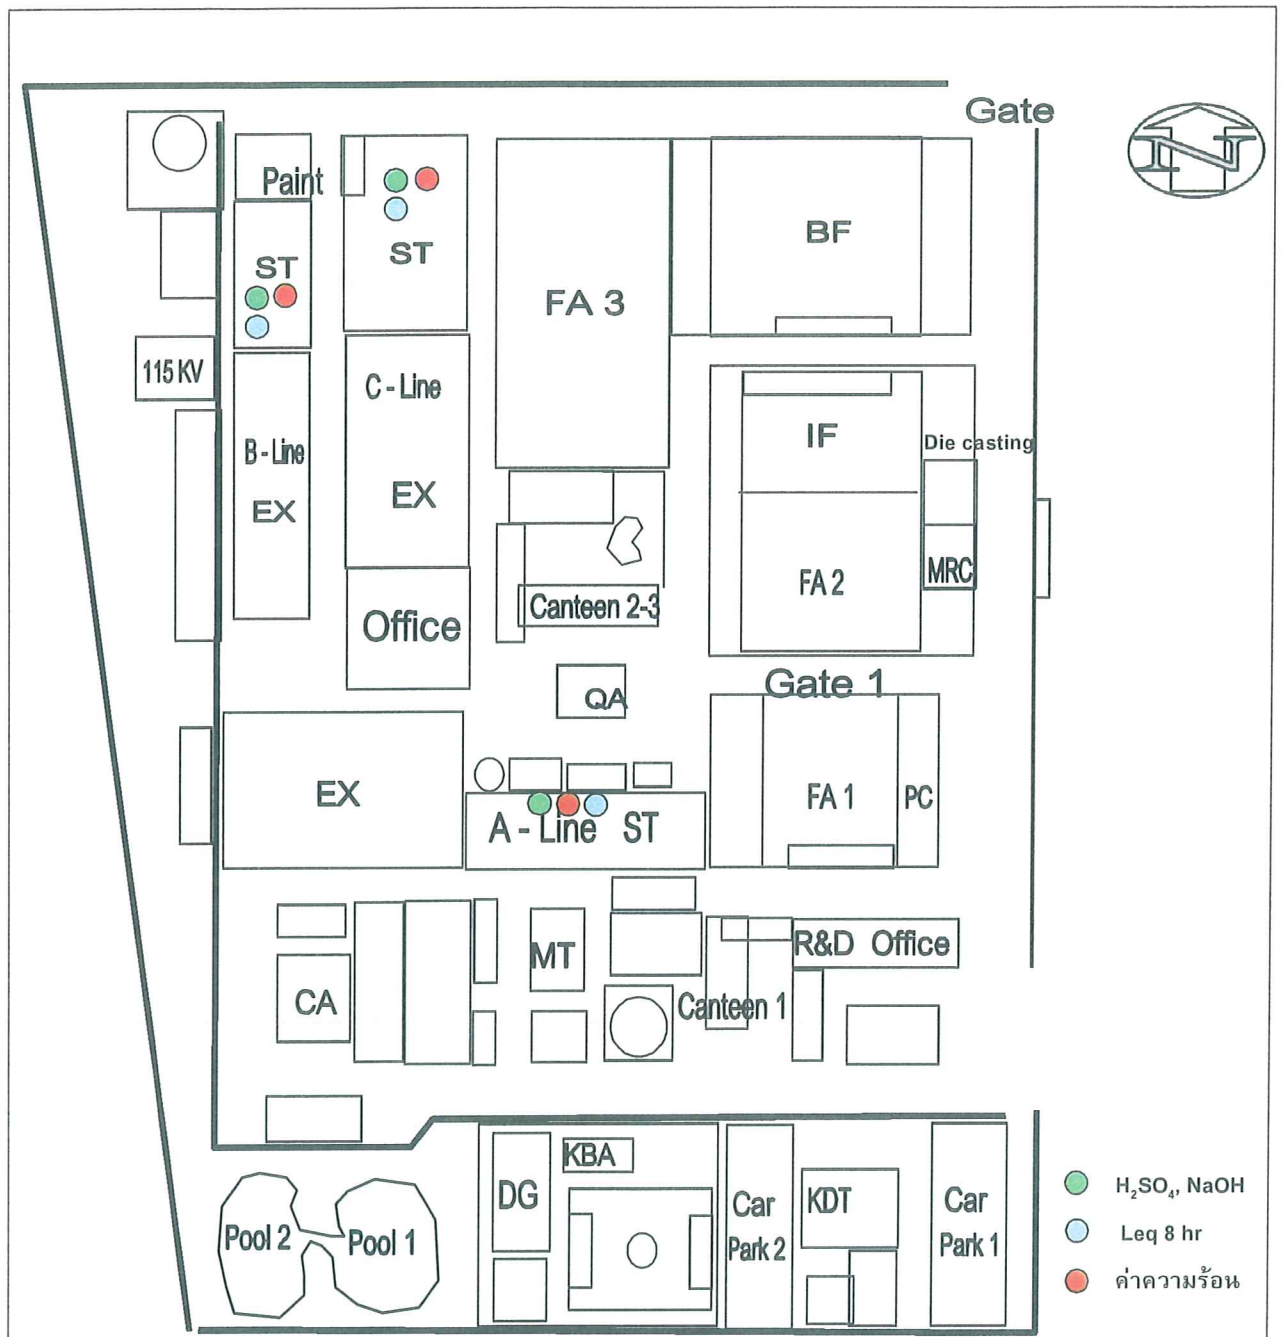 Gate
N
Paint
ST
ST
BF
FA 3
115 KV
C - Line
IF
Die casting
B - Line
EX
EX
FA 2
MRC
Canteen 2-3
Office
QA
Gate 1
EX
FA 1
PC
A - Line ST
R&D Office
MT
CA
Canteen 1
KBA
DG
Car
Park 2
KDT
Car
Park 1
Pool 2
Pool 1
H₂SO₄, NaOH
Leq 8 hr
ค่าความร้อน